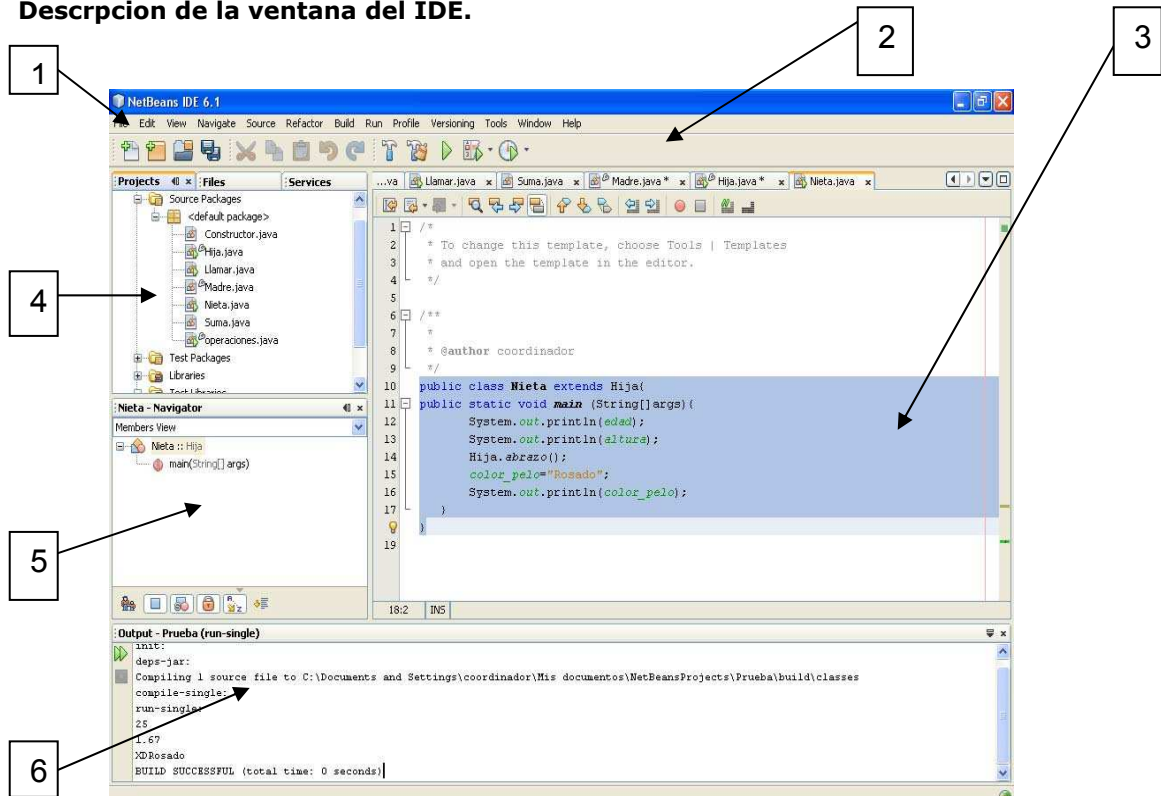 Descrpcion de la ventana del IDE.
1
2
3
NetBeans IDE 6.1
File Edit View Navigate Source Refactor Build Run Profile Versioning Tools Window Help
Projects Files Services
...va Llamar.java x Suma.java x Madre.java * x Hija.java * x Nieta.java x
Source Packages
<default package>
Constructor.java
Hija.java
Llamar.java
Madre.java
Nieta.java
Suma.java
operaciones.java
Test Packages
Libraries
Test Libraries
4
1 /*
2 * To change this template, choose Tools | Templates
3 * and open the template in the editor.
4 */
5
6 /**
7 *
8 * @author coordinador
9 */
10 public class Nieta extends Hija{
11 public static void main (String[]args){
12 System.out.println(edad);
13 System.out.println(altura);
14 Hija.abrazo();
15 color_pelo="Rosado";
16 System.out.println(color_pelo);
17 }
}
19
18:2 INS
Nieta - Navigator
Members View
Nieta :: Hija
main(String[] args)
5
Output - Prueba (run-single)
init:
deps-jar:
Compiling 1 source file to C:\Documents and Settings\coordinador\Mis documentos\NetBeansProjects\Prueba\build\classes
compile-single:
run-single:
25
1.67
XDRosado
BUILD SUCCESSFUL (total time: 0 seconds)
6